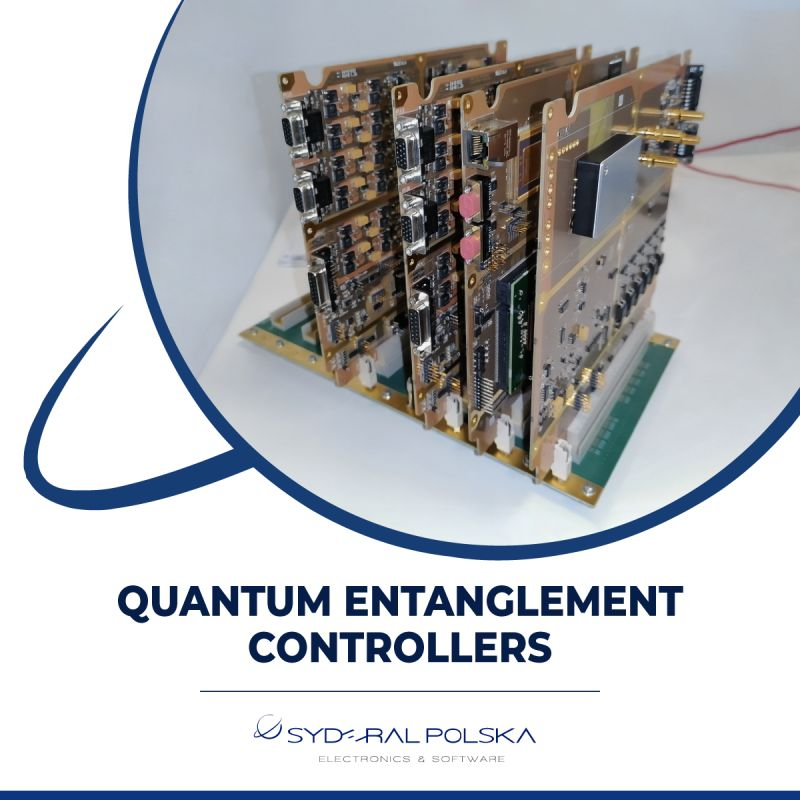 QUANTUM ENTANGLEMENT
CONTROLLERS
SYDERAL POLSKA
ELECTRONICS & SOFTWARE